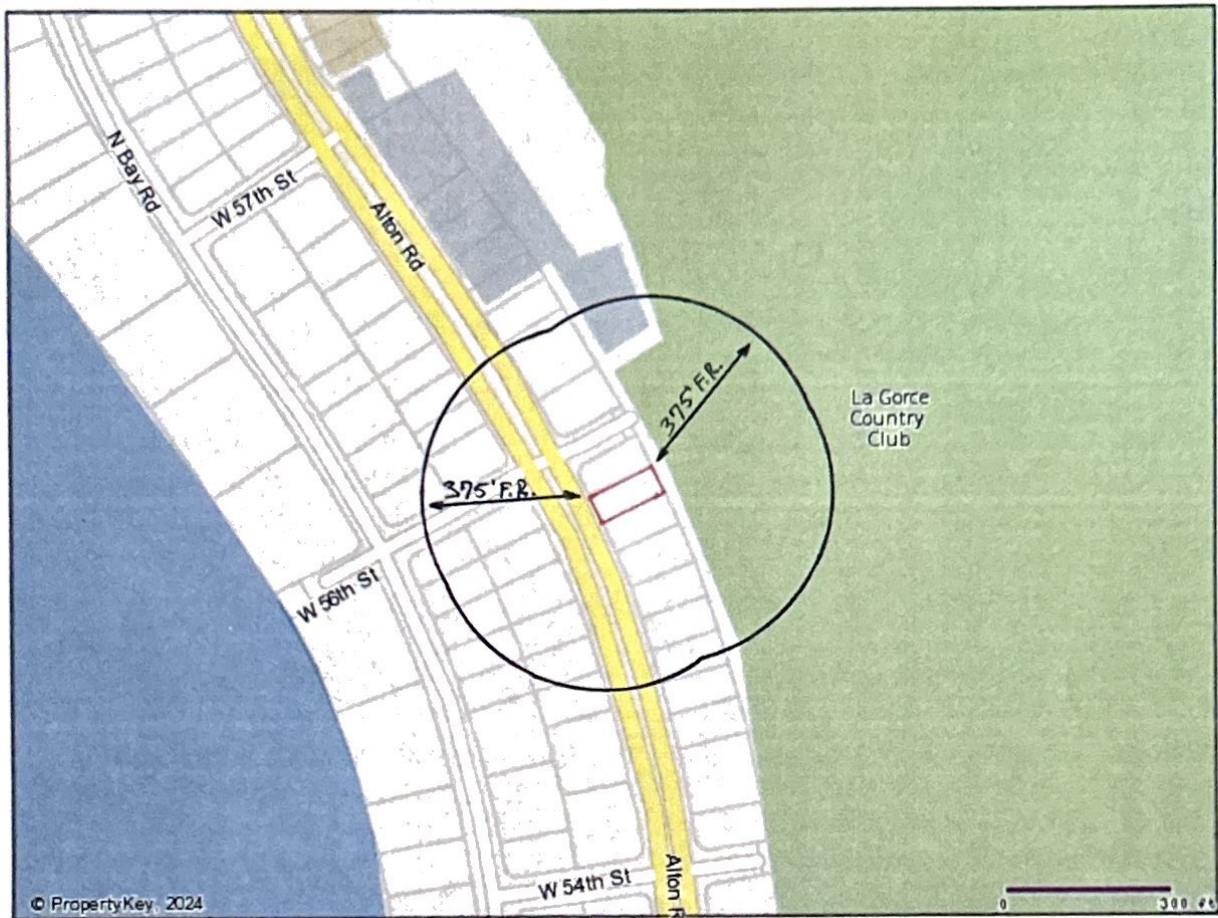 N Bay Rd
W 57th St
Alton Rd
375' F.R.
La Gorce
Country
Club
375' F.R.
W 56th St
W 54th St
Alton R
© PropertyKey, 2024
0 300 ft